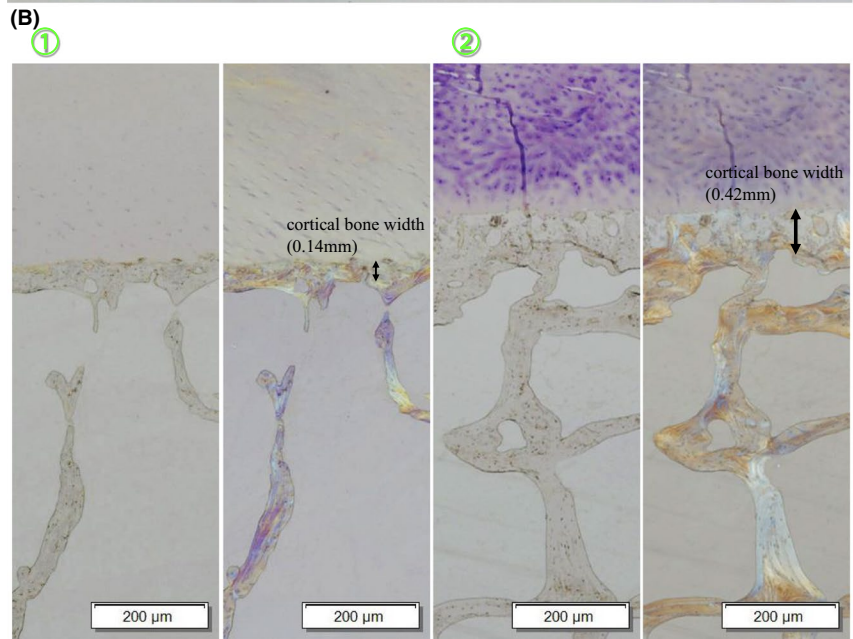 (B)
①
②
cortical bone width
(0.14mm)
cortical bone width
(0.42mm)
200 µm
200 µm
200 µm
200 µm